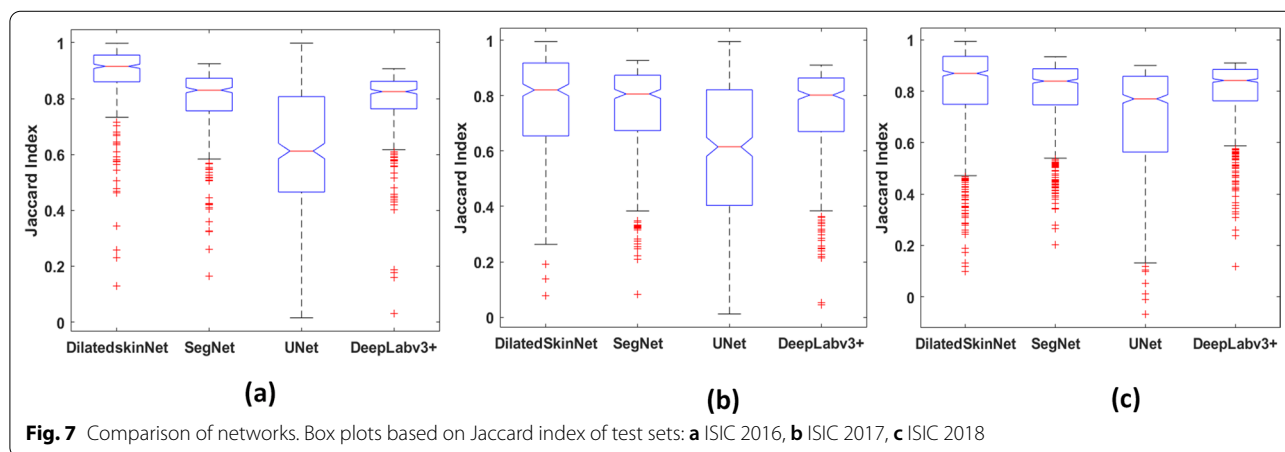 1
0.8
0.6
0.4
0.2
0
Jaccard Index
DilatedskinNet SegNet UNet DeepLabv3+
(a)
1
0.8
0.6
0.4
0.2
0
Jaccard Index
DilatedSkinNet SegNet UNet DeepLabv3+
(b)
1
0.8
0.6
0.4
0.2
0
Jaccard Index
DilatedskinNet SegNet UNet DeepLabv3+
(c)
Fig. 7 Comparison of networks. Box plots based on Jaccard index of test sets: a ISIC 2016, b ISIC 2017, c ISIC 2018